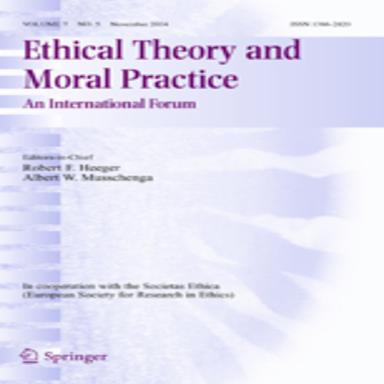 VOLUME 7 NO. 5 November 2004 ISSN 1386-2820
Ethical Theory and
Moral Practice
An International Forum
Editors-in-Chief
Robert F. Heeger
Albert W. Musschenga
In cooperation with the Societas Ethica
(European Society for Research in Ethics)
Springer